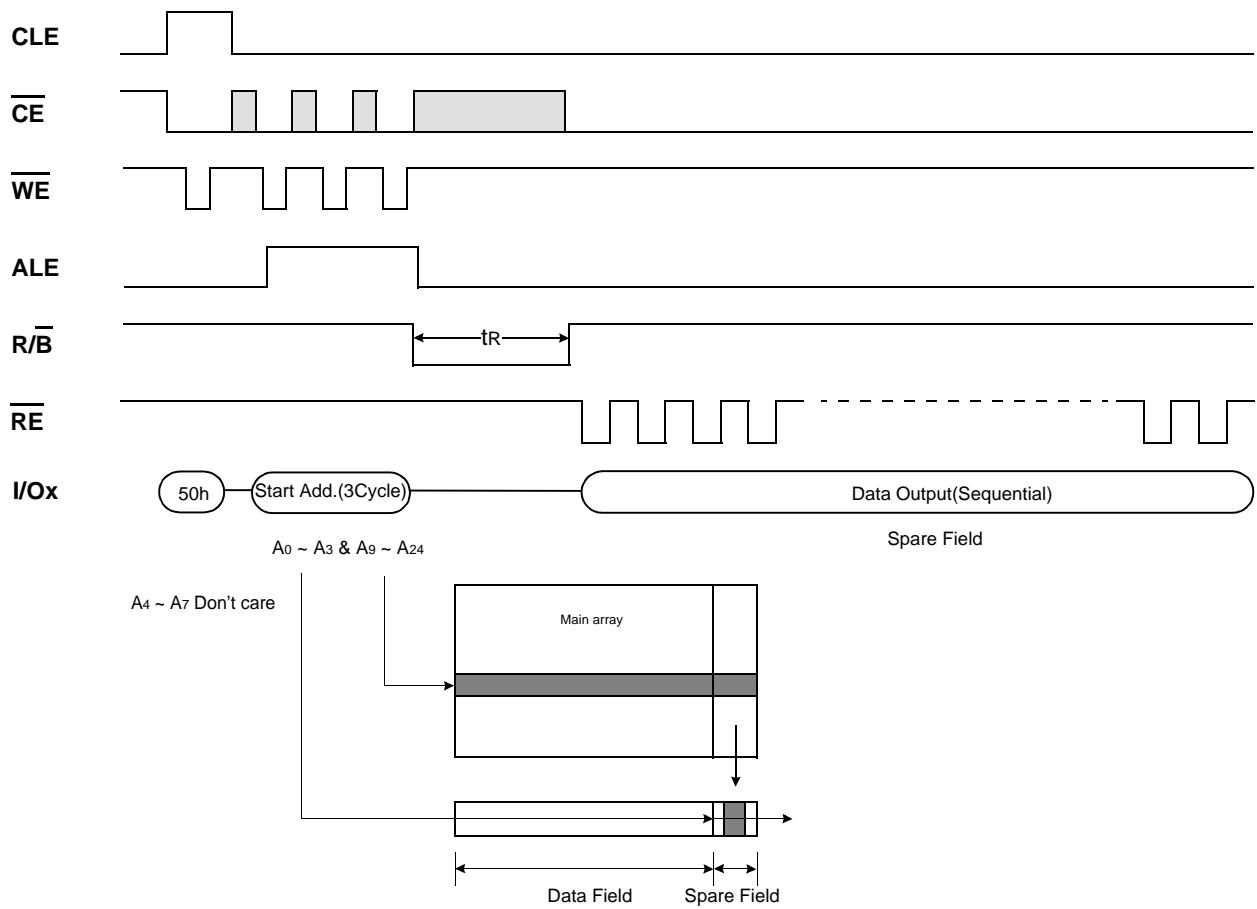 CLE
CE
WE
ALE
R/B
tR
RE
I/Ox
50h
Start Add.(3Cycle)
Data Output(Sequential)
Spare Field
A0 ~ A3 & A9 ~ A24
A4 ~ A7 Don't care
Main array
Data Field
Spare Field